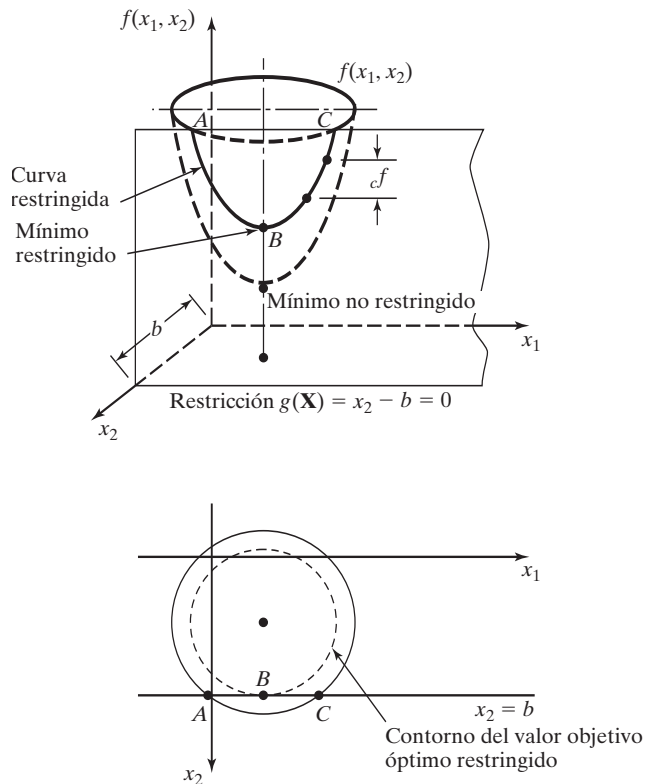 f(x₁, x₂)
f(x₁, x₂)
A
C
Curva
restringida
cf
Mínimo
restringido
B
Mínimo no restringido
b
x₁
Restricción g(X) = x₂ − b = 0
x₂
x₁
B
A
C
x₂ = b
Contorno del valor objetivo
óptimo restringido
x₂